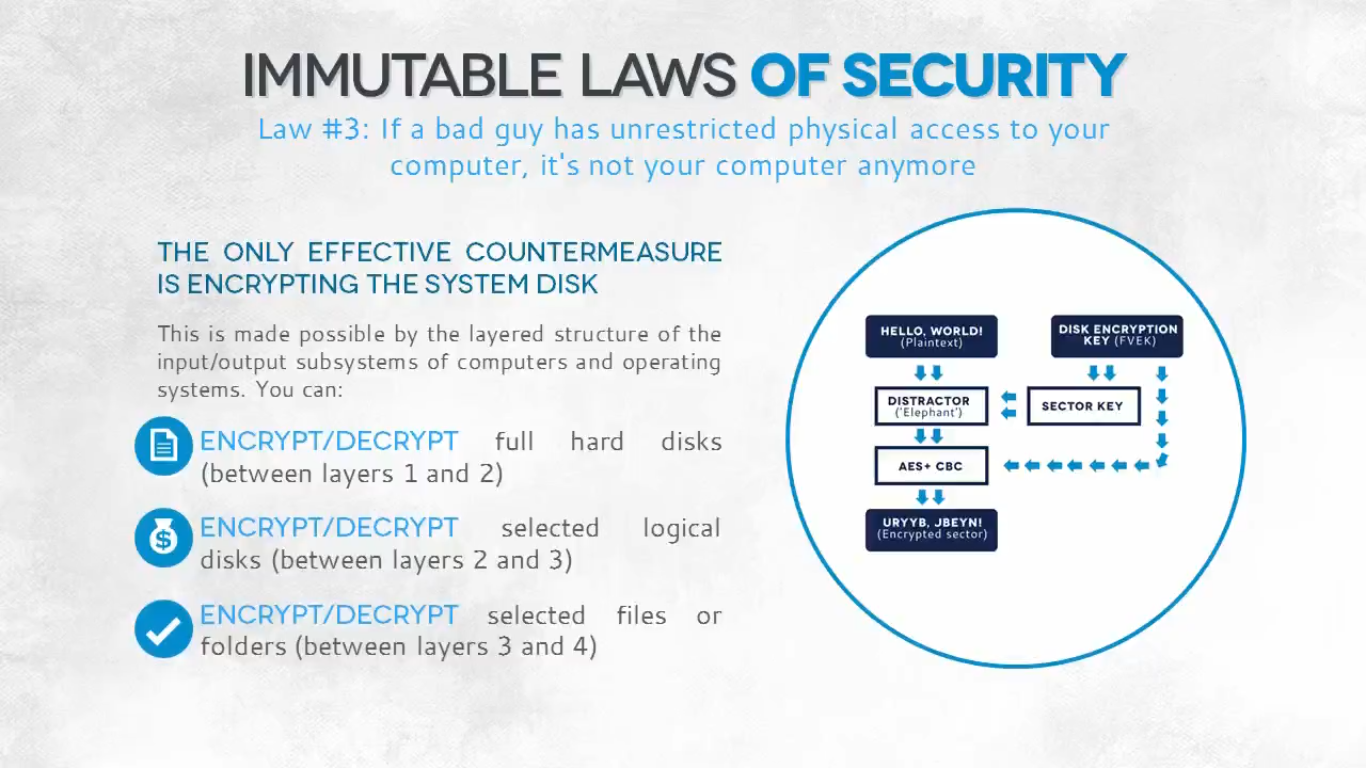 IMMUTABLE LAWS OF SECURITY
Law #3: If a bad guy has unrestricted physical access to your
computer, it's not your computer anymore
THE ONLY EFFECTIVE COUNTERMEASURE
IS ENCRYPTING THE SYSTEM DISK
This is made possible by the layered structure of the
input/output subsystems of computers and operating
systems. You can:
ENCRYPT/DECRYPT full hard disks
(between layers 1 and 2)
ENCRYPT/DECRYPT selected logical
disks (between layers 2 and 3)
ENCRYPT/DECRYPT selected files or
folders (between layers 3 and 4)
HELLO, WORLD!
(Plaintext)
DISK ENCRYPTION
KEY (FVEK)
DISTRACTOR
('Elephant')
SECTOR KEY
AES+ CBC
URYYB, JBEYN!
(Encrypted sector)